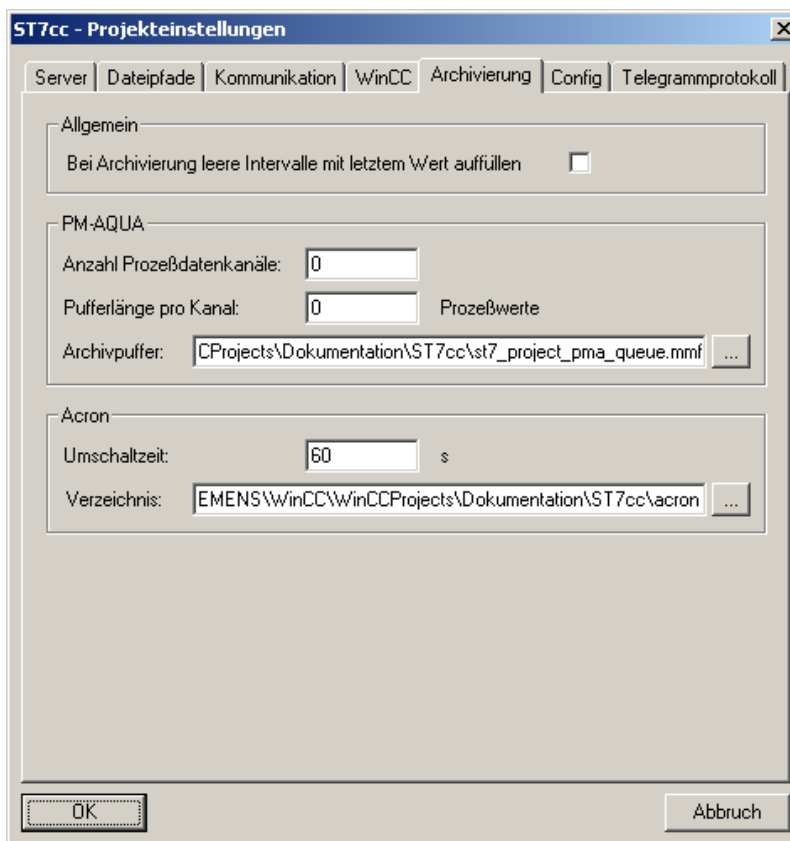 ST7cc - Projekteinstellungen
Server Dateipfade Kommunikation WinCC Archivierung Config Telegrammprotokoll
Allgemein
Bei Archivierung leere Intervalle mit letztem Wert auffüllen
PM-AQUA
Anzahl Prozeßdatenkanäle: 0
Pufferlänge pro Kanal: 0 Prozeßwerte
Archivpuffer: CProjects\Dokumentation\ST7cc\st7_project_pma_queue.mmf ...
Acron
Umschaltzeit: 60 s
Verzeichnis: EMENS\WinCC\WinCCProjects\Dokumentation\ST7cc\acron ...
OK Abbruch